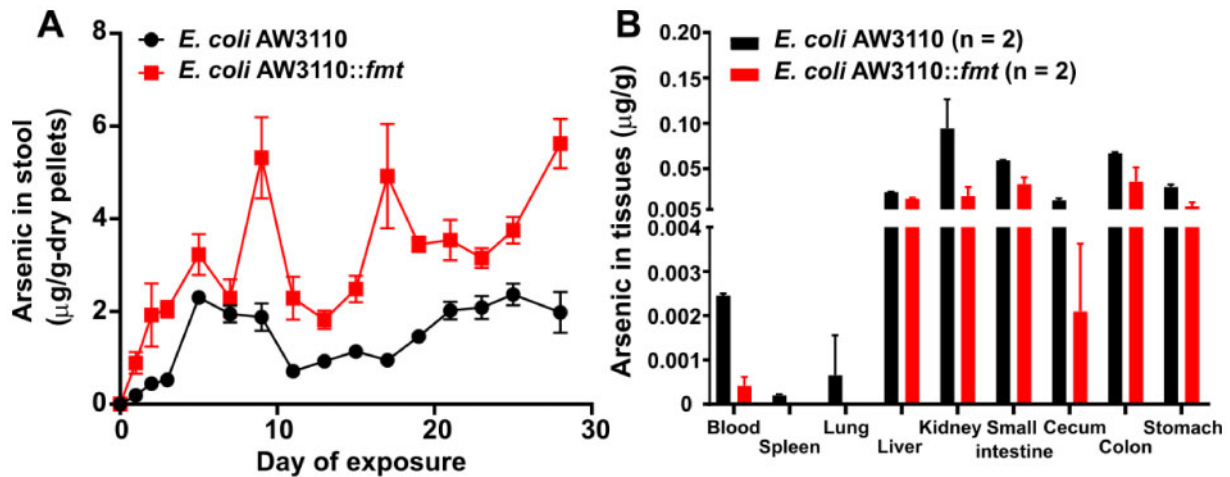 A
Arsenic in stool
(μg/g-dry pellets)
8
6
4
2
0
E. coli AW3110
E. coli AW3110::fmt
0 10 20 30
Day of exposure
B
Arsenic in tissues (μg/g)
0.20
0.15
0.10
0.05
0.005
0.004
0.003
0.002
0.001
0
E. coli AW3110 (n = 2)
E. coli AW3110::fmt (n = 2)
Blood
Spleen
Lung
Liver
Kidney
Small
intestine
Cecum
Colon
Stomach